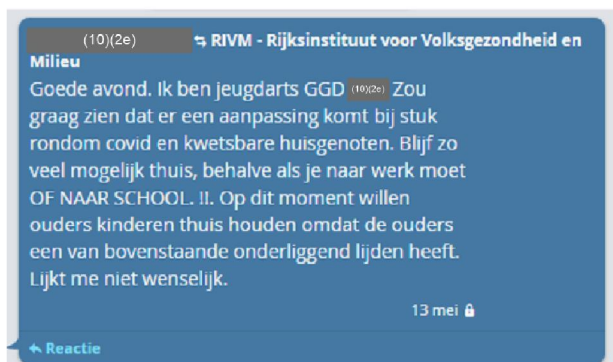 (10)(2e) RIVM - Rijksinstituut voor Volksgezondheid en
Milieu
Goede avond. Ik ben jeugdarts GGD (10)(2e) Zou
graag zien dat er een aanpassing komt bij stuk
rondom covid en kwetsbare huisgenoten. Blijf zo
veel mogelijk thuis, behalve als je naar werk moet
OF NAAR SCHOOL. !!. Op dit moment willen
ouders kinderen thuis houden omdat de ouders
een van bovenstaande onderliggend lijden heeft.
Lijkt me niet wenselijk.
13 mei
Reactie